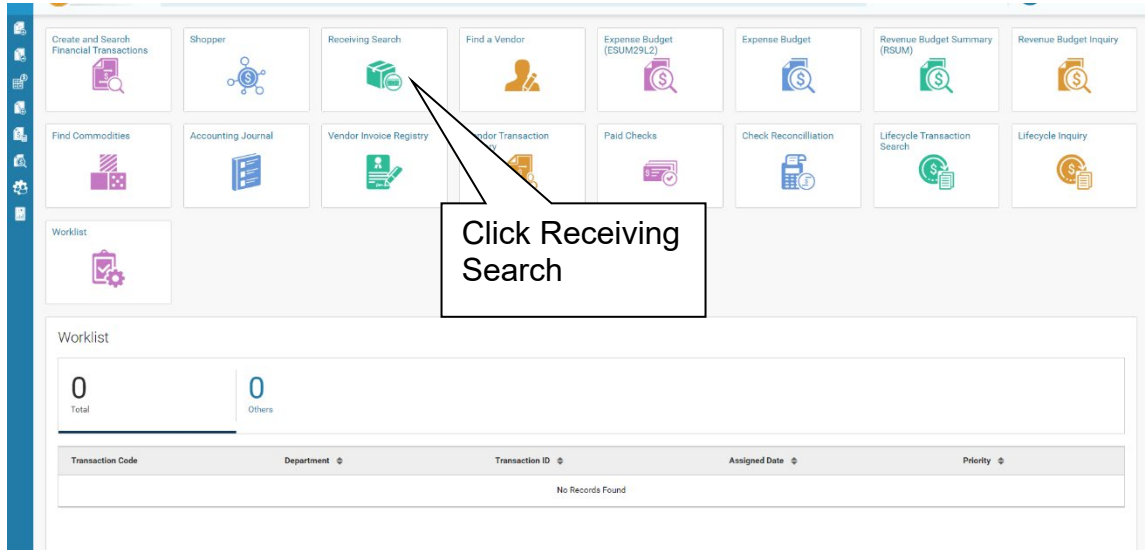 Create and Search
Financial Transactions
Shopper
Receiving Search
Find a Vendor
Expense Budget
(ESUM29L2)
Expense Budget
Revenue Budget Summary
(RSUM)
Revenue Budget Inquiry
Find Commodities
Accounting Journal
Vendor Invoice Registry
Vendor Transaction
Paid Checks
Check Reconcilliation
Lifecycle Transaction
Search
Lifecycle Inquiry
Worklist
Click Receiving
Search
Worklist
0
Total
0
Others
Transaction Code Department Transaction ID Assigned Date Priority
No Records Found